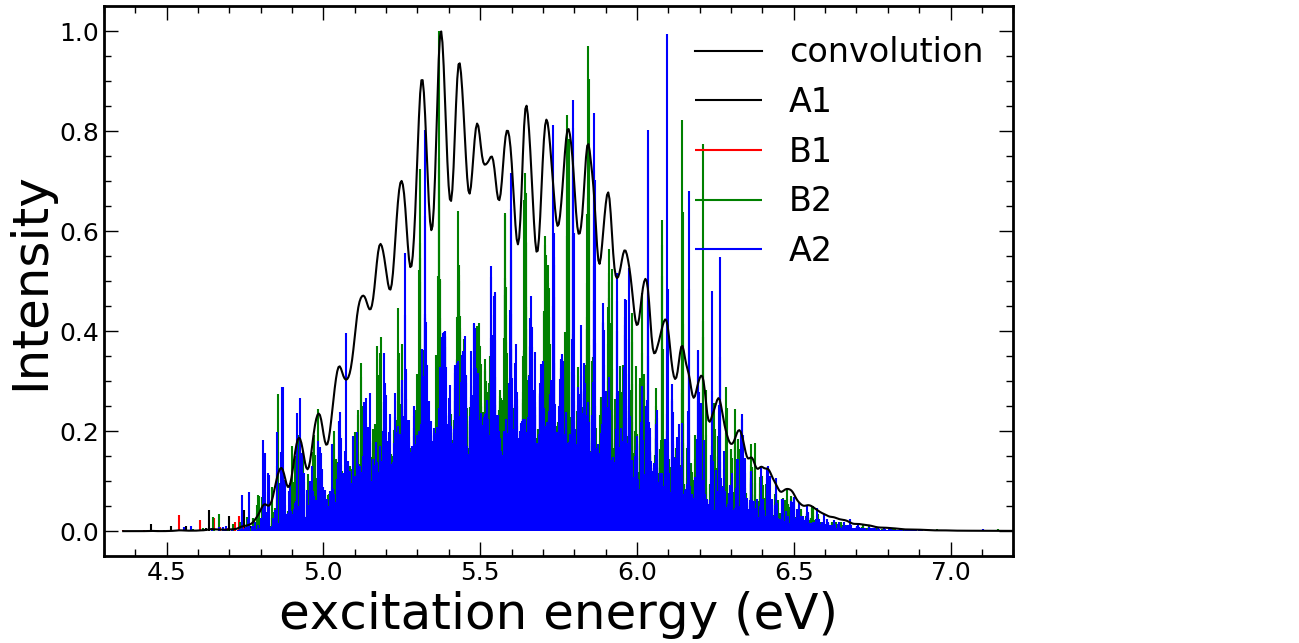 1.0
0.8
0.6
0.4
0.2
0.0
Intensity
convolution
A1
B1
B2
A2
4.5 5.0 5.5 6.0 6.5 7.0
excitation energy (eV)